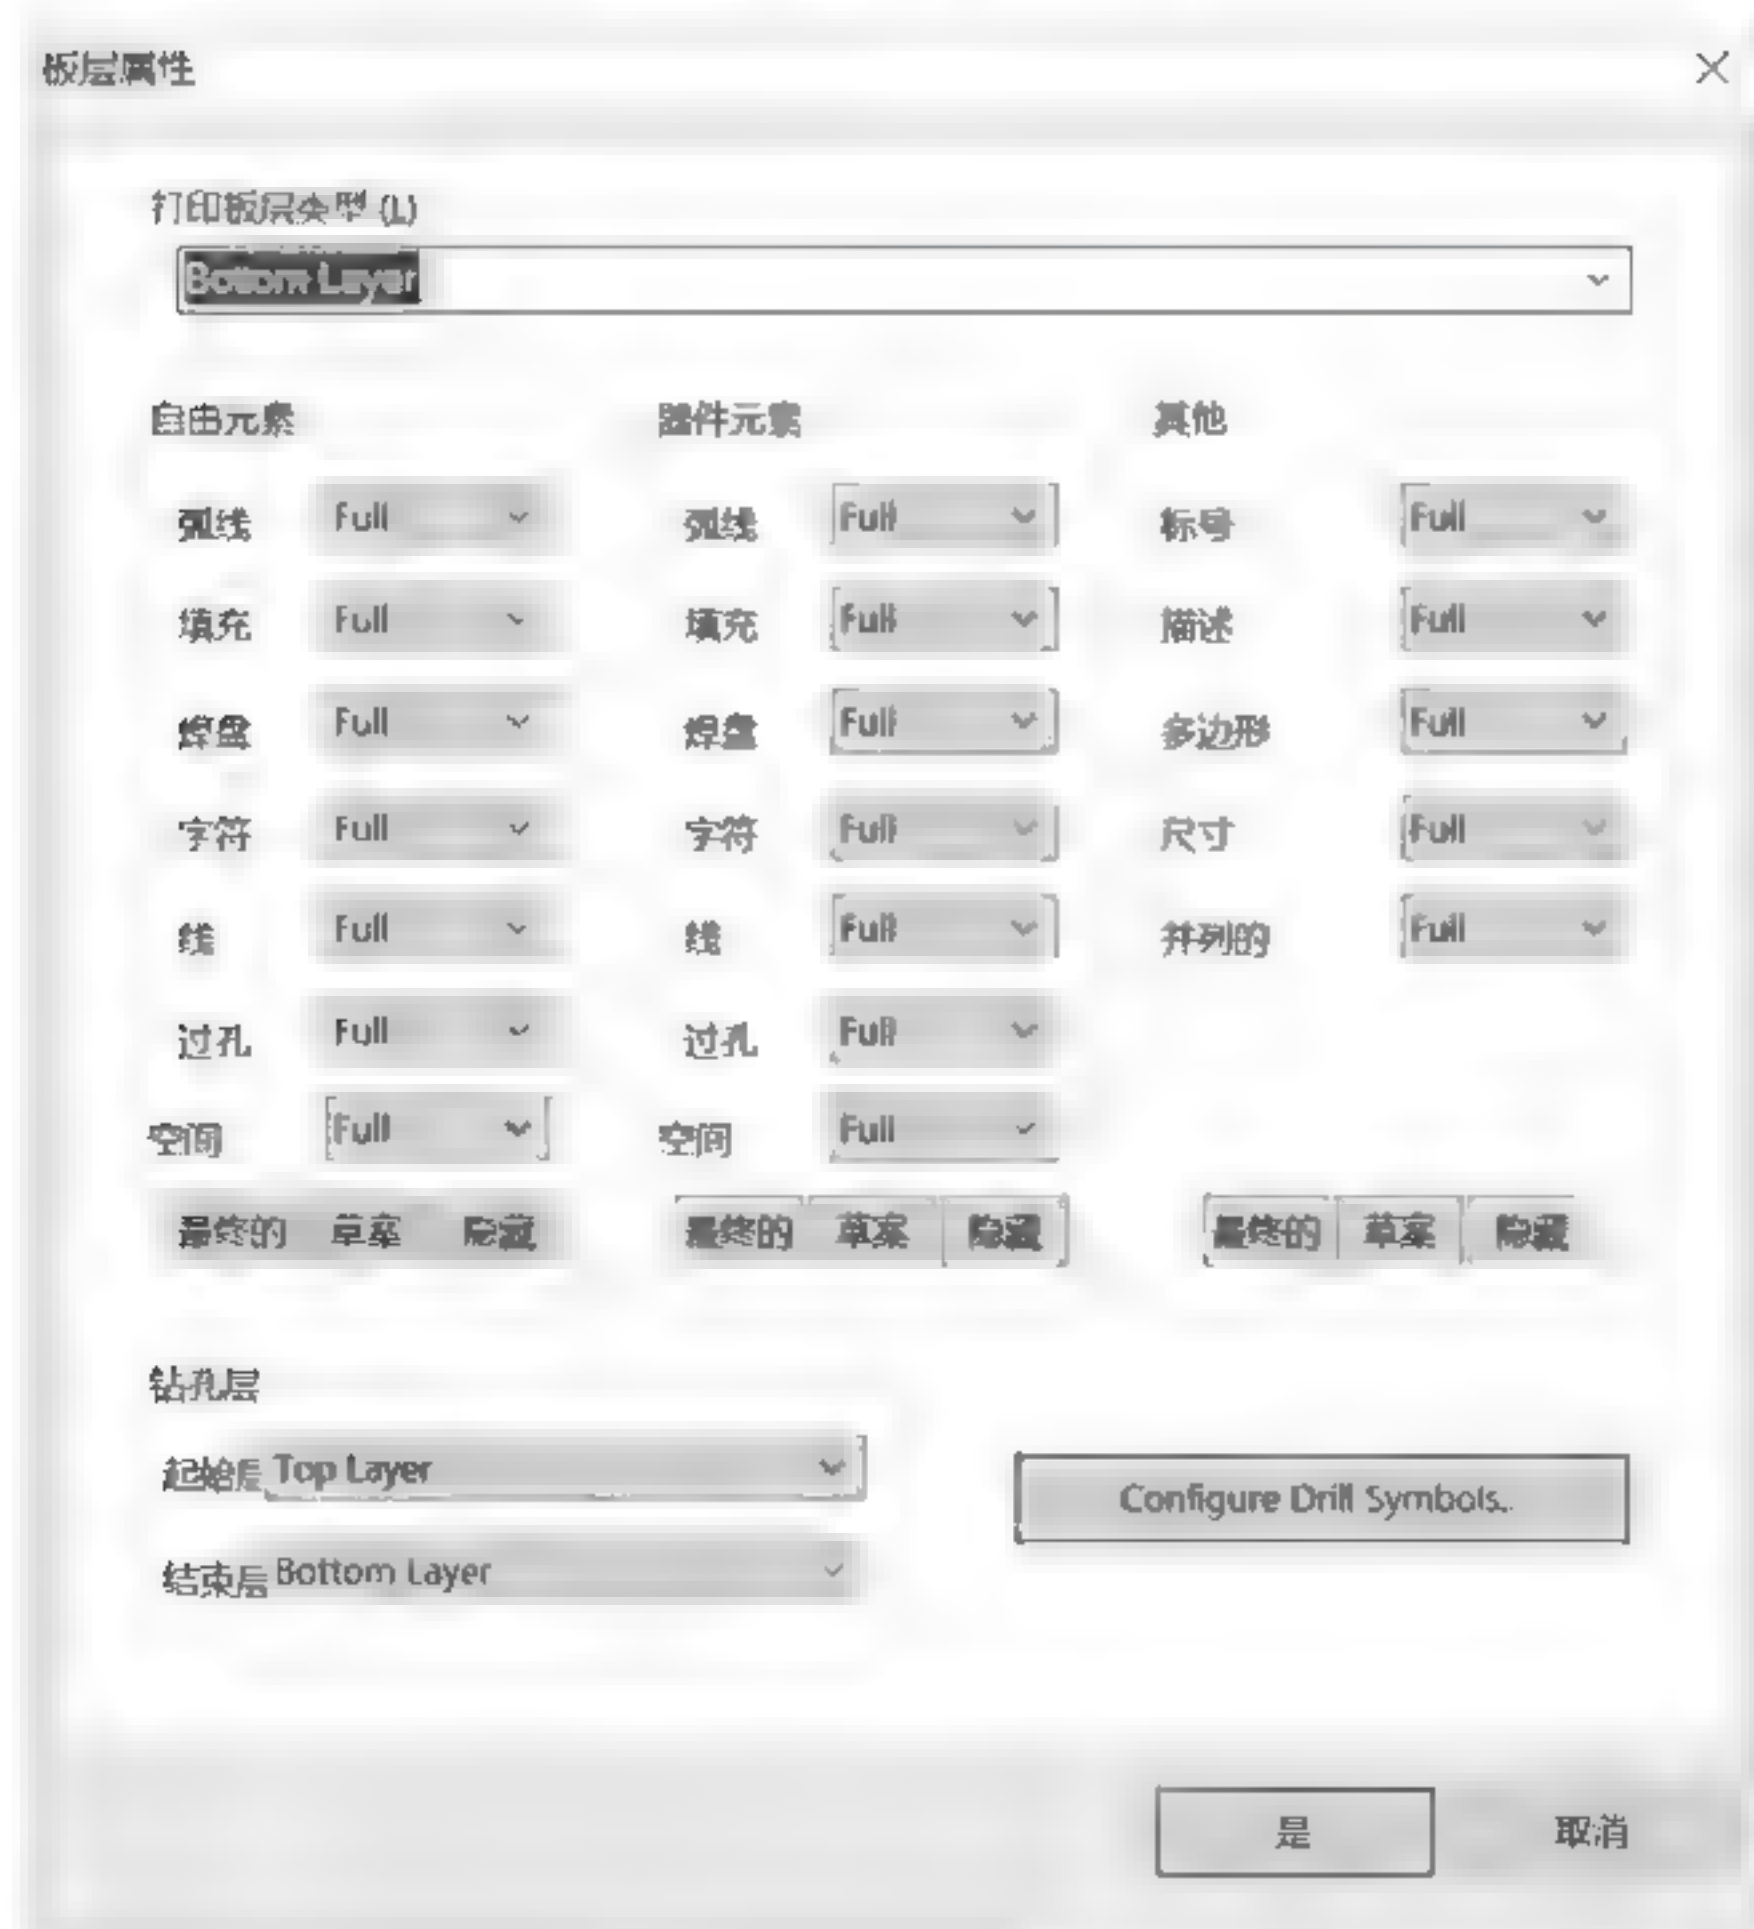 板层属性
打印板层类型 (L)
Bottom Layer
自由元素 器件元素 其他
弧线 Full 弧线 Full 标号 Full
填充 Full 填充 Full 描述 Full
焊盘 Full 焊盘 Full 多边形 Full
字符 Full 字符 Full 尺寸 Full
线 Full 线 Full 并列的 Full
过孔 Full 过孔 Full
空间 Full 空间 Full
最终的 草案 隐藏 最终的 草案 隐藏 最终的 草案 隐藏
钻孔层
起始层 Top Layer
Configure Drill Symbols..
结束层 Bottom Layer
是 取消